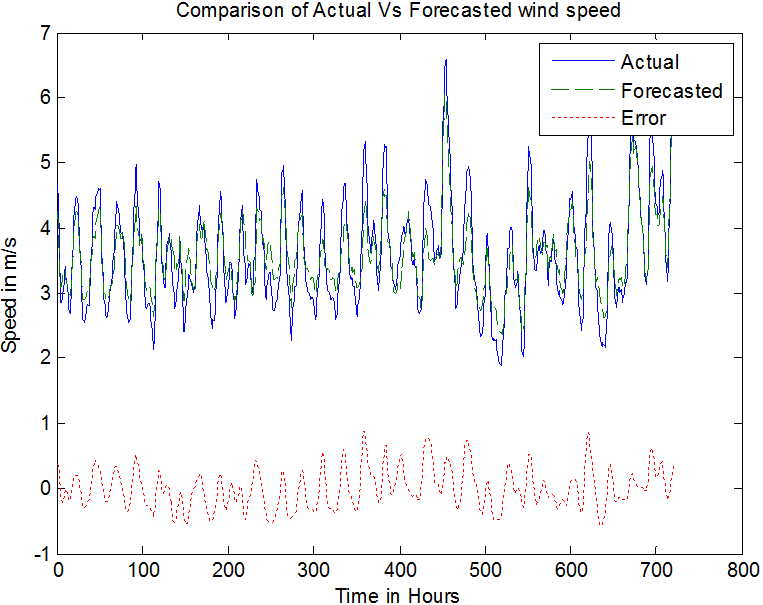 Comparison of Actual Vs Forecasted wind speed
7
6
5
4
3
2
1
0
-1
Speed in m/s
Actual
Forecasted
Error
0 100 200 300 400 500 600 700 800
Time in Hours